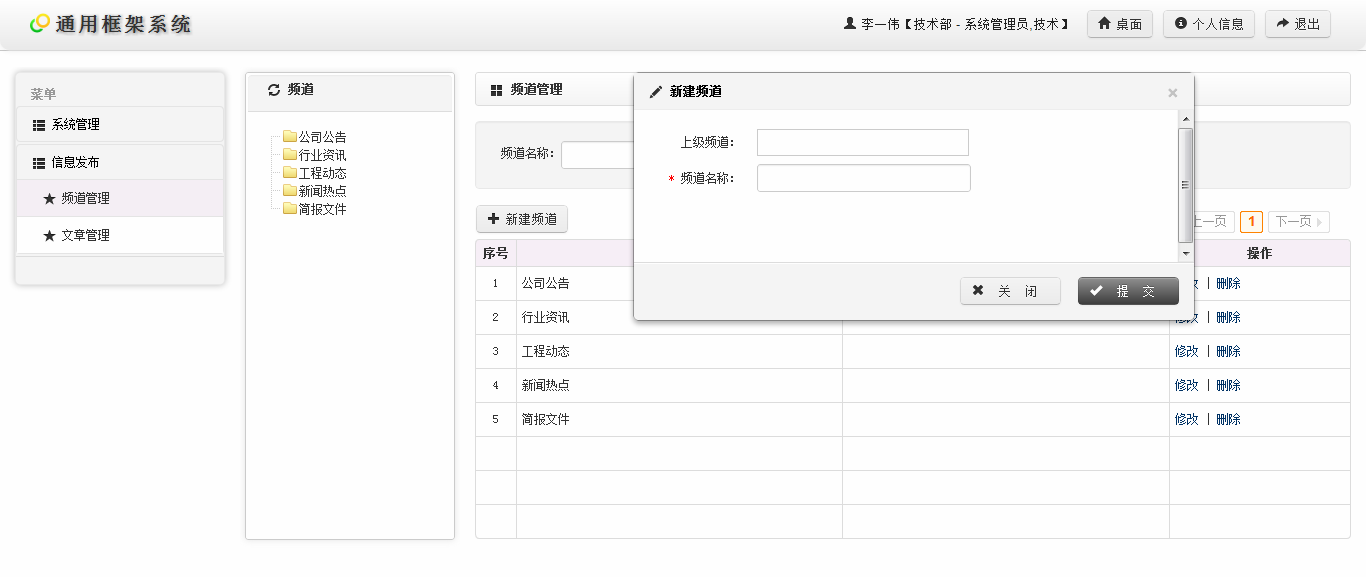 通用框架系统
李一伟【技术部 - 系统管理员,技术】
桌面
个人信息
退出
菜单
系统管理
信息发布
频道管理
文章管理
频道
公司公告
行业资讯
工程动态
新闻热点
简报文件
频道管理
频道名称：
新建频道
上一页 1 下一页
新建频道
×
上级频道：
* 频道名称：
关 闭
提 交
序号 操作
1 公司公告 修改 | 删除
2 行业资讯 修改 | 删除
3 工程动态 修改 | 删除
4 新闻热点 修改 | 删除
5 简报文件 修改 | 删除